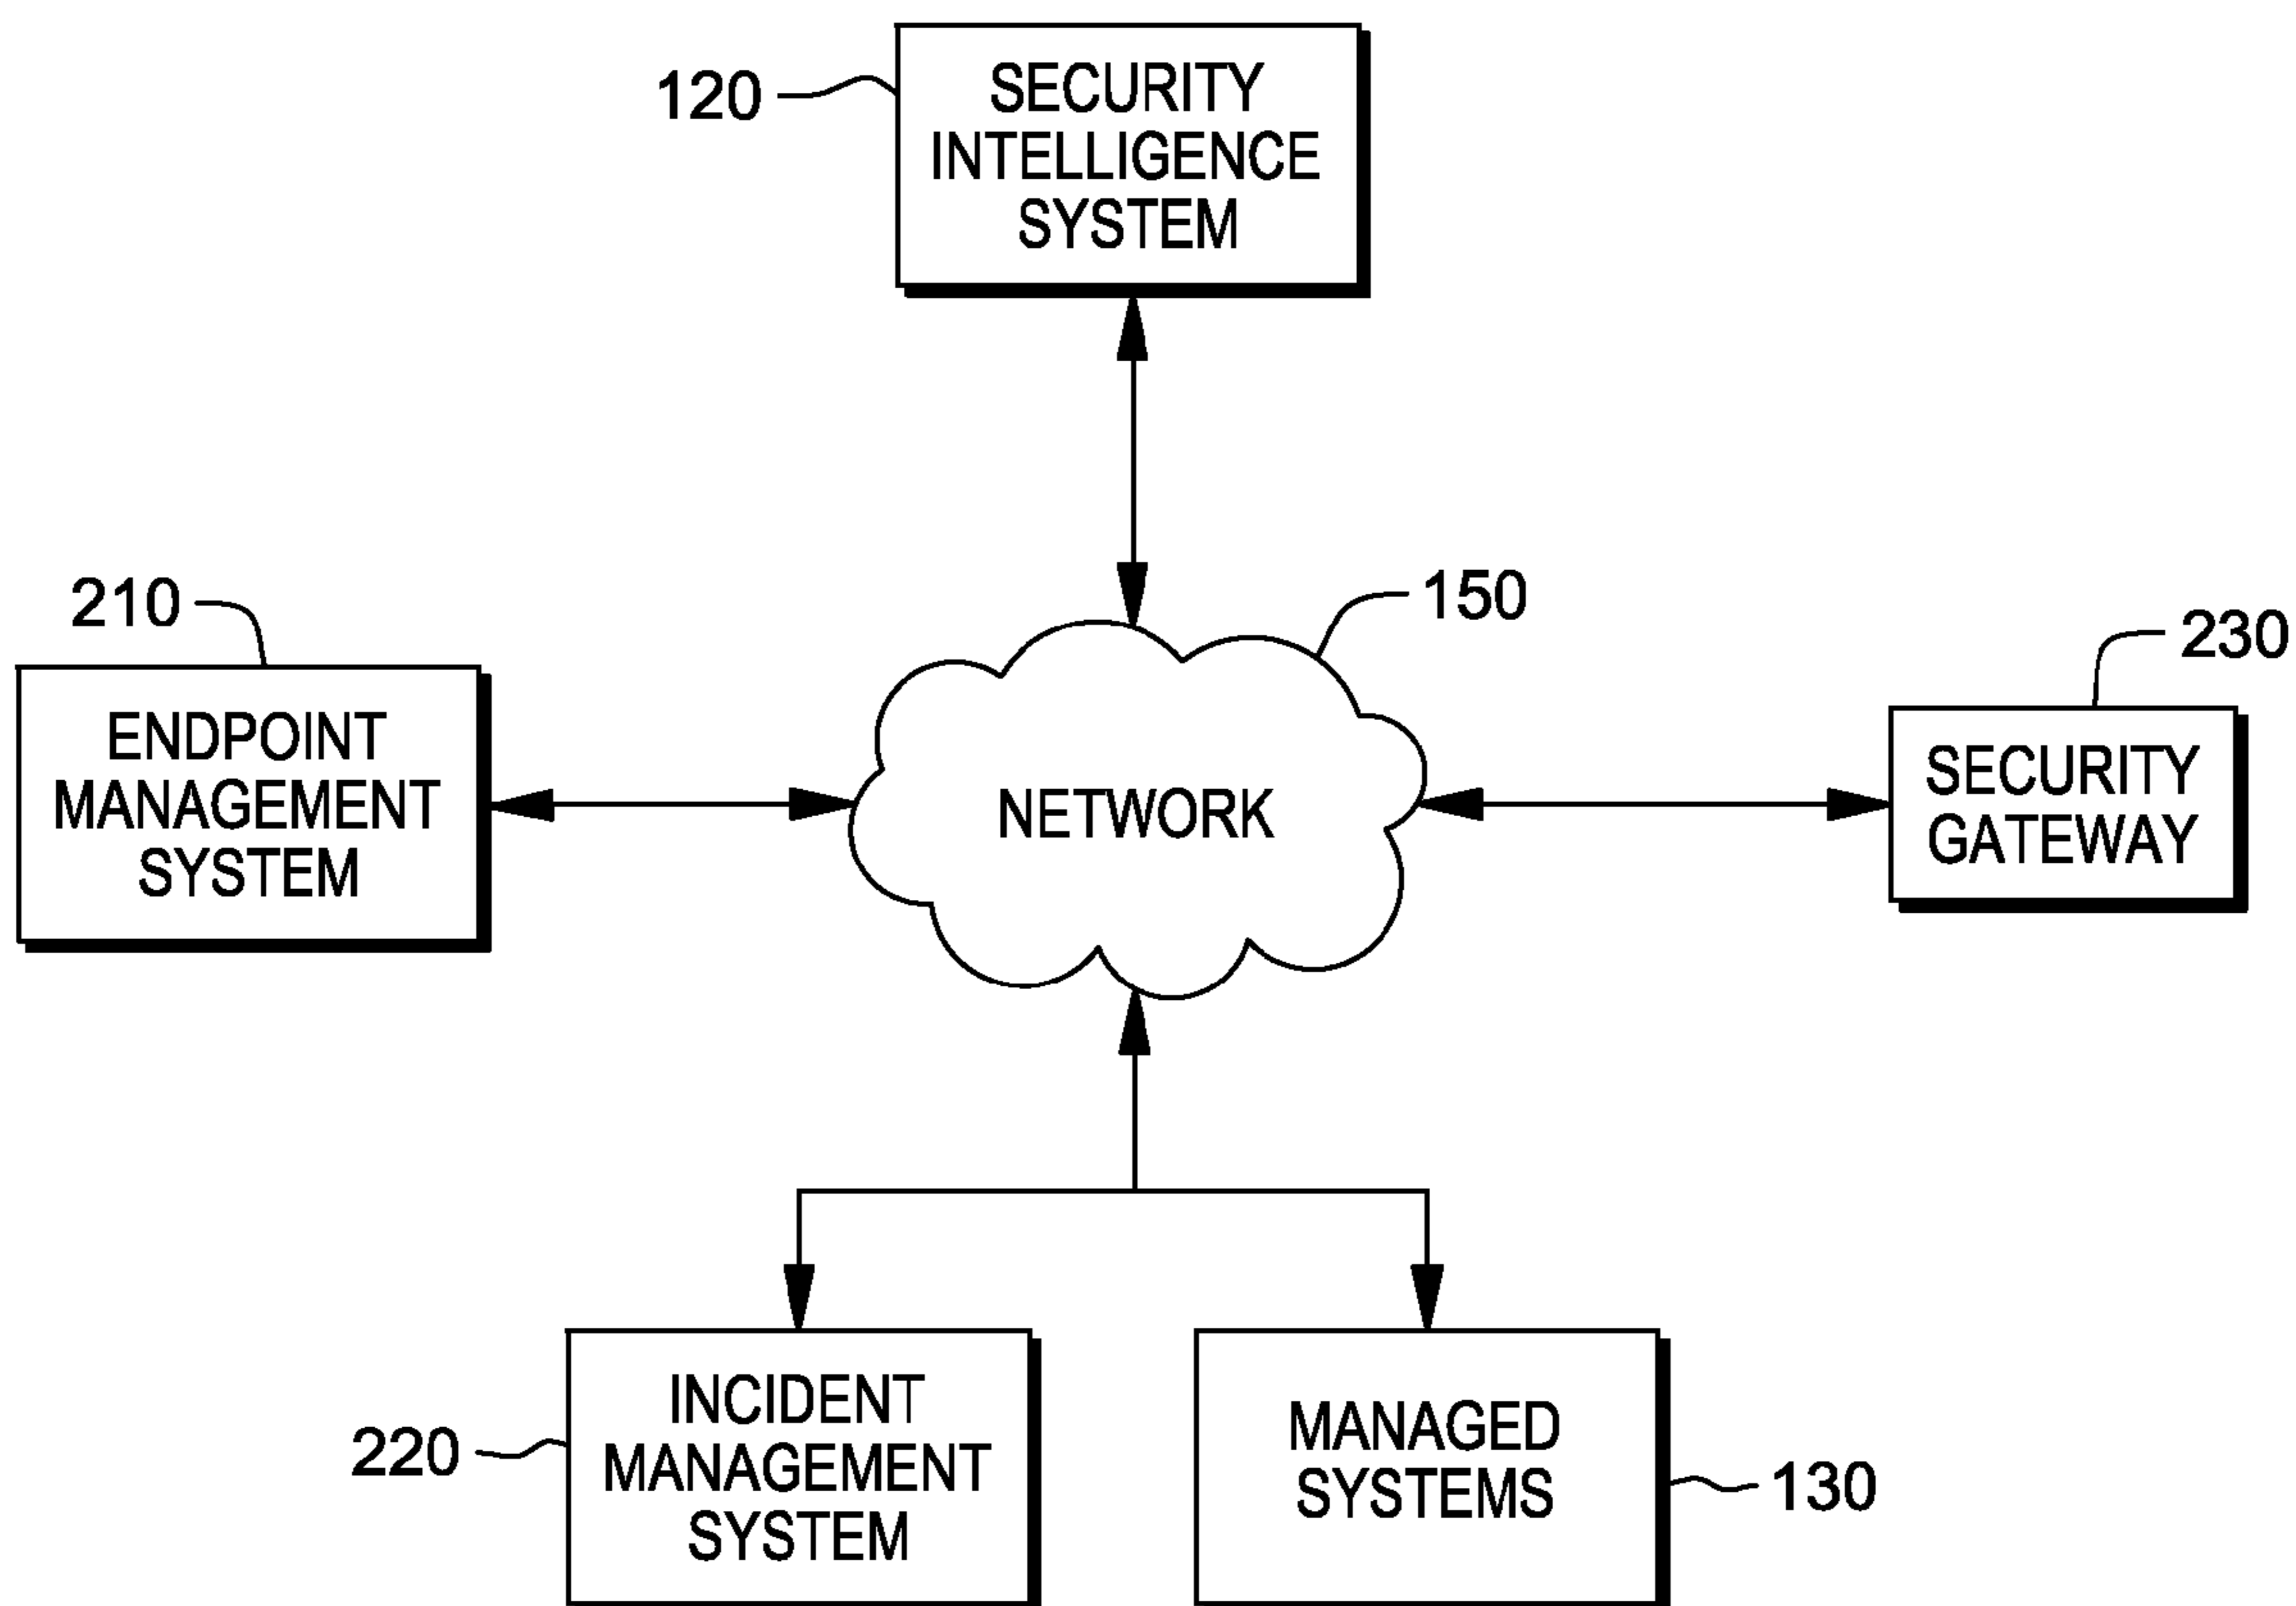 120
SECURITY
INTELLIGENCE
SYSTEM
210
150
230
ENDPOINT
MANAGEMENT
SYSTEM
NETWORK
SECURITY
GATEWAY
220
INCIDENT
MANAGEMENT
SYSTEM
MANAGED
SYSTEMS
130